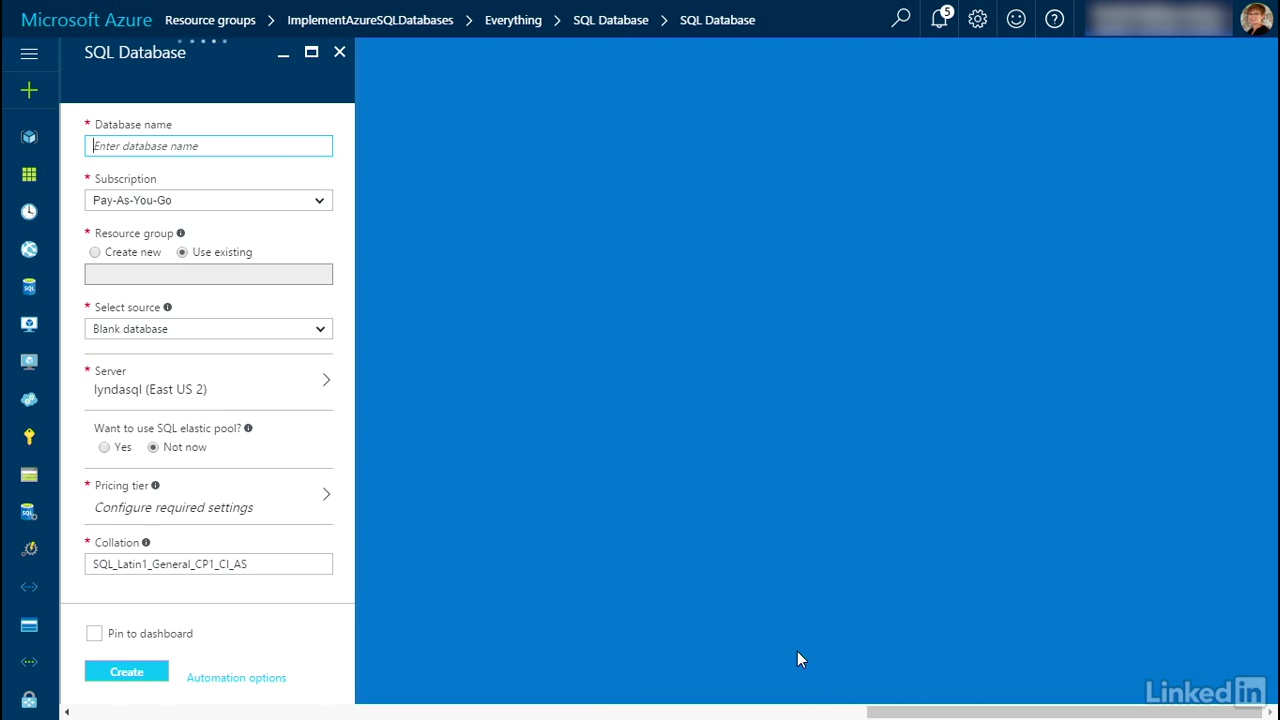 Microsoft Azure Resource groups > ImplementAzureSQLDatabases > Everything > SQL Database > SQL Database
5
SQL Database
* Database name
Enter database name
* Subscription
Pay-As-You-Go
* Resource group
Create new Use existing
* Select source
Blank database
* Server
lyndasql (East US 2)
Want to use SQL elastic pool?
Yes Not now
* Pricing tier
Configure required settings
* Collation
SQL_Latin1_General_CP1_CI_AS
Pin to dashboard
Create Automation options
SQL
SQL
LinkedIn